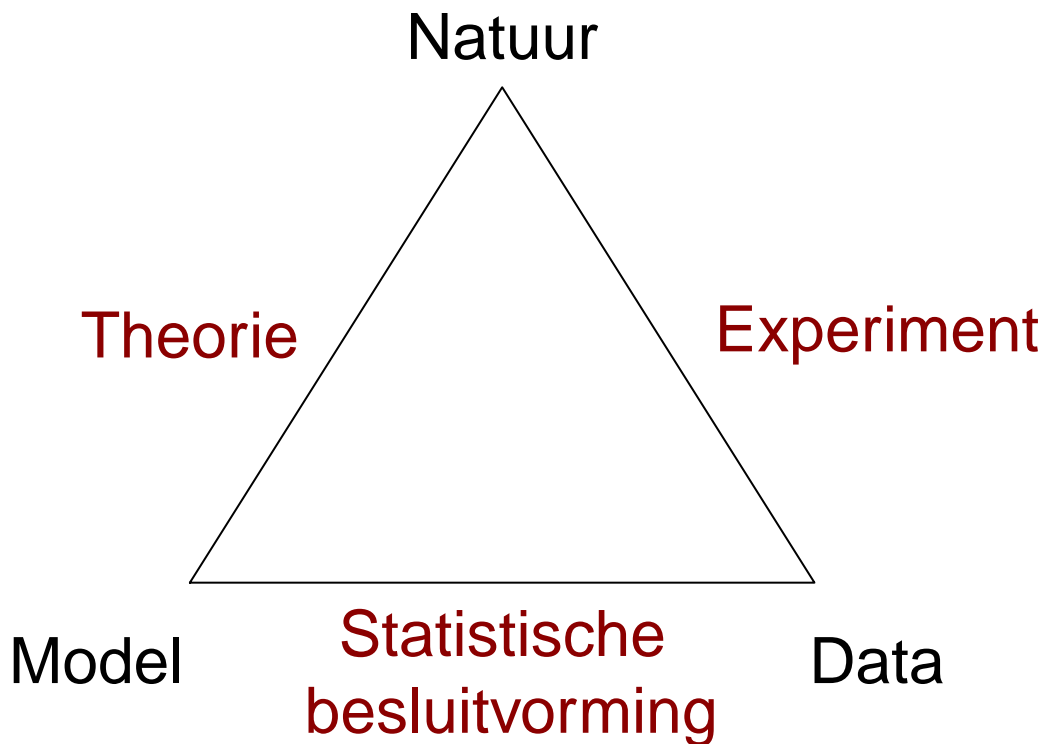 Natuur
Theorie
Experiment
Model
Statistische
besluitvorming
Data